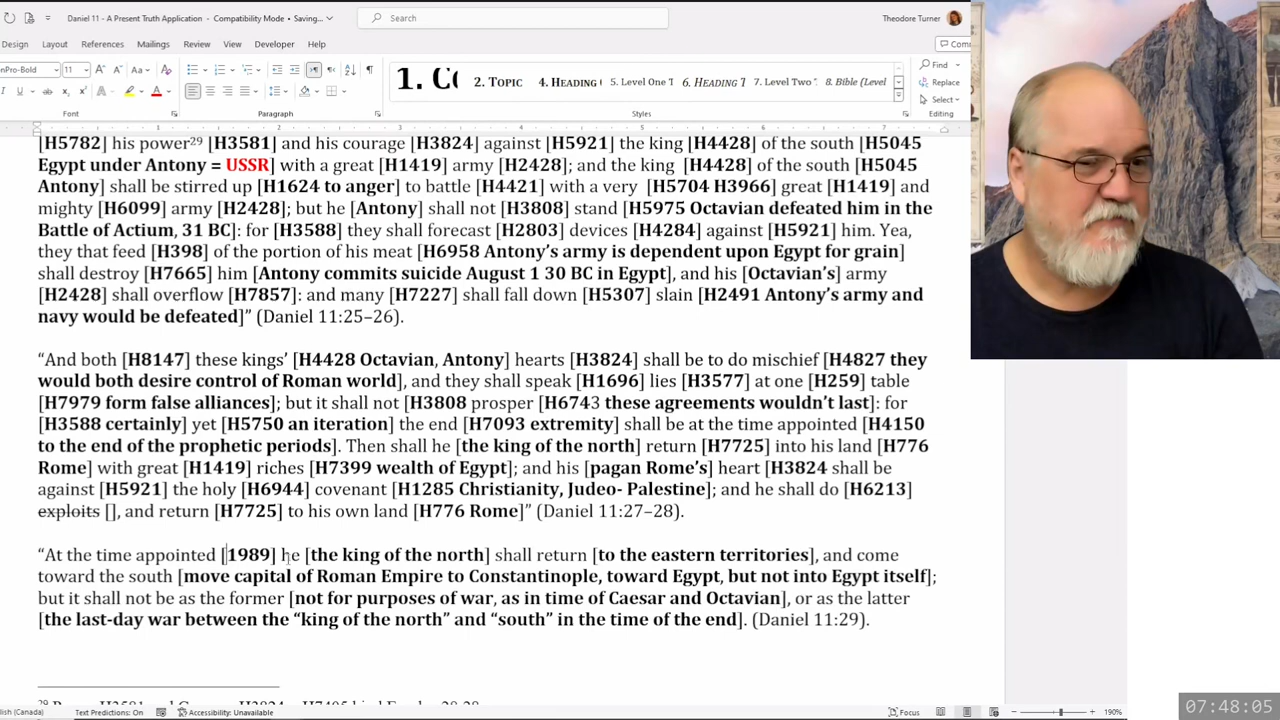 Daniel 11 - A Present Truth Application • Compatibility Mode • Saving...
Search
Theodore Turner
Design Layout References Mailings Review View Developer Help
nPro-Bold 11 Aa
1. Cc 2. Topic 4. HEADING 5. Level One 6. HEADING 7. Level Two 8. Bible (Level
Find
Replace
Select
Font Paragraph Styles Editing
1 2 3 4 5 6 7
[H5782] his power29 [H3581] and his courage [H3824] against [H5921] the king [H4428] of the south [H5045
Egypt under Antony = USSR] with a great [H1419] army [H2428]; and the king [H4428] of the south [H5045
Antony] shall be stirred up [H1624 to anger] to battle [H4421] with a very [H5704 H3966] great [H1419] and
mighty [H6099] army [H2428]; but he [Antony] shall not [H3808] stand [H5975 Octavian defeated him in the
Battle of Actium, 31 BC]: for [H3588] they shall forecast [H2803] devices [H4284] against [H5921] him. Yea,
they that feed [H398] of the portion of his meat [H6958 Antony’s army is dependent upon Egypt for grain]
shall destroy [H7665] him [Antony commits suicide August 1 30 BC in Egypt], and his [Octavian’s] army
[H2428] shall overflow [H7857]: and many [H7227] shall fall down [H5307] slain [H2491 Antony’s army and
navy would be defeated]” (Daniel 11:25–26).
“And both [H8147] these kings’ [H4428 Octavian, Antony] hearts [H3824] shall be to do mischief [H4827 they
would both desire control of Roman world], and they shall speak [H1696] lies [H3577] at one [H259] table
[H7979 form false alliances]; but it shall not [H3808] prosper [H6743 these agreements wouldn’t last]: for
[H3588 certainly] yet [H5750 an iteration] the end [H7093 extremity] shall be at the time appointed [H4150
to the end of the prophetic periods]. Then shall he [the king of the north] return [H7725] into his land [H776
Rome] with great [H1419] riches [H7399 wealth of Egypt]; and his [pagan Rome’s] heart [H3824 shall be
against [H5921] the holy [H6944] covenant [H1285 Christianity, Judeo- Palestine]; and he shall do [H6213]
exploits [], and return [H7725] to his own land [H776 Rome]” (Daniel 11:27–28).
“At the time appointed [1989] he [the king of the north] shall return [to the eastern territories], and come
toward the south [move capital of Roman Empire to Constantinople, toward Egypt, but not into Egypt itself];
but it shall not be as the former [not for purposes of war, as in time of Caesar and Octavian], or as the latter
[the last-day war between the “king of the north” and “south” in the time of the end]. (Daniel 11:29).
lish (Canada) Text Predictions: On Accessibility: Unavailable Focus 190%
07:48:05